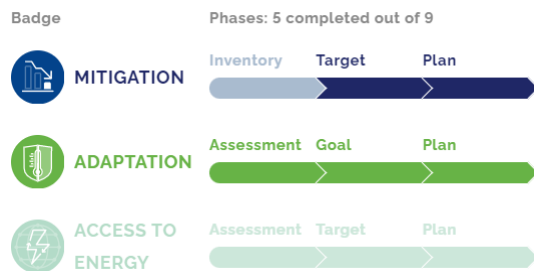 Badge Phases: 5 completed out of 9
Inventory Target Plan
MITIGATION
Assessment Goal Plan
ADAPTATION
Assessment Target Plan
ACCESS TO
ENERGY